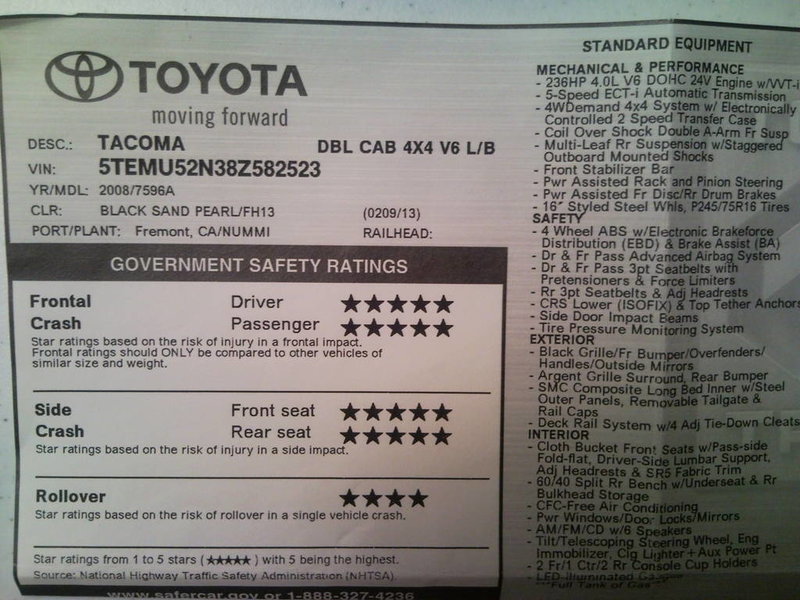 TOYOTA
moving forward
DESC.: TACOMA DBL CAB 4X4 V6 L/B
VIN: 5TEMU52N38Z582523
YR/MDL: 2008/7596A
CLR: BLACK SAND PEARL/FH13 (0209/13)
PORT/PLANT: Fremont, CA/NUMMI RAILHEAD:
GOVERNMENT SAFETY RATINGS
Frontal Driver ★★★★★
Crash Passenger ★★★★★
Star ratings based on the risk of injury in a frontal impact.
Frontal ratings should ONLY be compared to other vehicles of
similar size and weight.
Side Front seat ★★★★★
Crash Rear seat ★★★★★
Star ratings based on the risk of injury in a side impact.
Rollover ★★★★
Star ratings based on the risk of rollover in a single vehicle crash.
Star ratings from 1 to 5 stars (★★★★★) with 5 being the highest.
Source: National Highway Traffic Safety Administration (NHTSA).
www.safercar.gov or 1-888-327-4236
STANDARD EQUIPMENT
MECHANICAL & PERFORMANCE
- 236HP 4.0L V6 DOHC 24V Engine w/VVT-i
- 5-Speed ECT-i Automatic Transmission
- 4WDemand 4x4 System w/ Electronically
Controlled 2 Speed Transfer Case
- Coil Over Shock Double A-Arm Fr Susp
- Multi-Leaf Rr Suspension w/Staggered
Outboard Mounted Shocks
- Front Stabilizer Bar
- Pwr Assisted Rack and Pinion Steering
- Pwr Assisted Fr Disc/Rr Drum Brakes
- 16" Styled Steel Whls, P245/75R16 Tires
SAFETY
- 4 Wheel ABS w/Electronic Brakeforce
Distribution (EBD) & Brake Assist (BA)
- Dr & Fr Pass Advanced Airbag System
- Dr & Fr Pass 3pt Seatbelts with
Pretensioners & Force Limiters
- Rr 3pt Seatbelts & Adj Headrests
- CRS Lower (ISOFIX) & Top Tether Anchors
- Side Door Impact Beams
- Tire Pressure Monitoring System
EXTERIOR
- Black Grille/Fr Bumper/Overfenders/
Handles/Outside Mirrors
- Argent Grille Surround, Rear Bumper
- SMC Composite Long Bed Inner w/Steel
Outer Panels, Removable Tailgate &
Rail Caps
- Deck Rail System w/4 Adj Tie-Down Cleats
INTERIOR
- Cloth Bucket Front Seats w/Pass-side
Fold-flat, Driver-Side Lumbar Support,
Adj Headrests & SR5 Fabric Trim
- 60/40 Split Rr Bench w/Underseat & Rr
Bulkhead Storage
- CFC-Free Air Conditioning
- Pwr Windows/Door Locks/Mirrors
- AM/FM/CD w/6 Speakers
- Tilt/Telescoping Steering Wheel, Eng
Immobilizer, Cig Lighter+Aux Power Pt
- 2 Fr/1 Ctr/2 Rr Console Cup Holders
- LED-illuminated
**Full Tank of Gas**